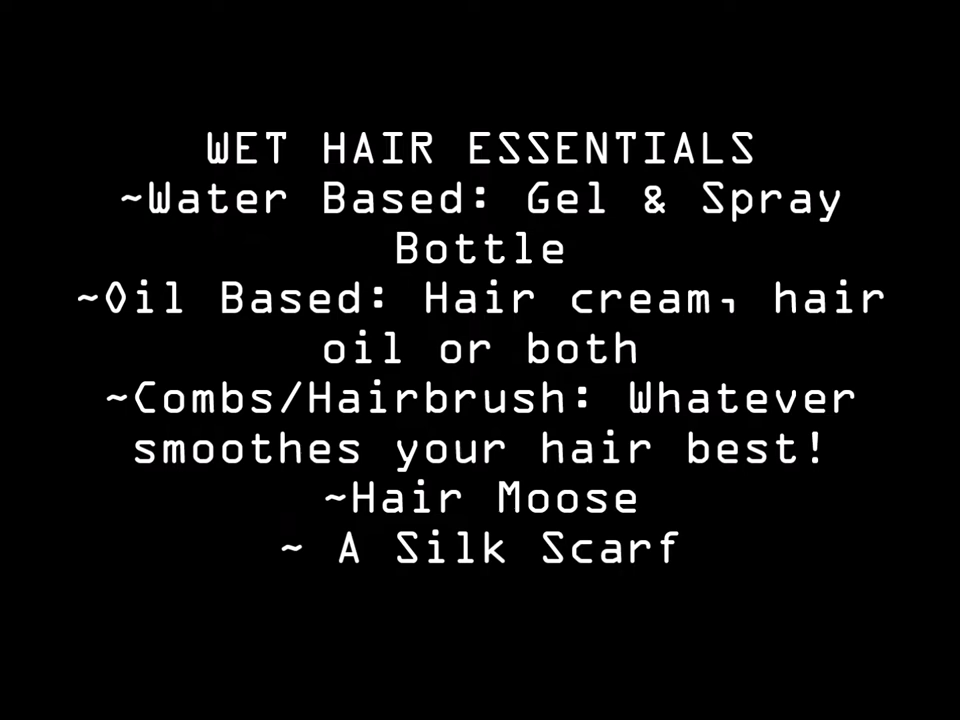 WET HAIR ESSENTIALS
~Water Based: Gel & Spray
Bottle
~Oil Based: Hair cream, hair
oil or both
~Combs/Hairbrush: Whatever
smoothes your hair best!
~Hair Moose
~ A Silk Scarf